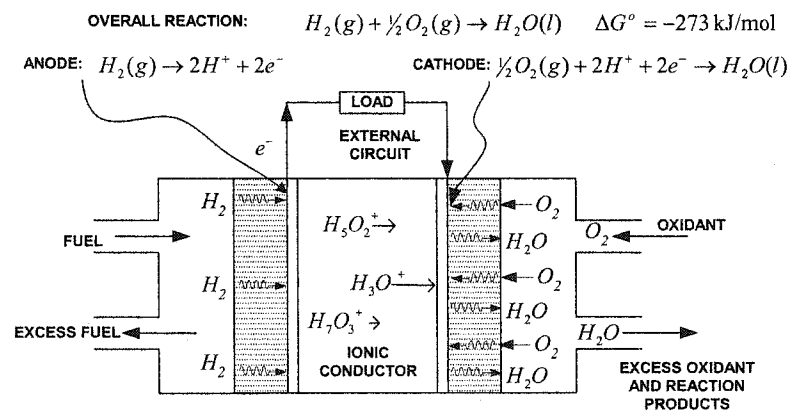 OVERALL REACTION: H₂(g) + ½O₂(g) → H₂O(l) ΔG° = −273 kJ/mol
ANODE: H₂(g) → 2H⁺ + 2e⁻ CATHODE: ½O₂(g) + 2H⁺ + 2e⁻ → H₂O(l)
LOAD
EXTERNAL
CIRCUIT
e⁻
H₂
H₅O₂⁺ →
O₂
FUEL
H₂O
O₂
OXIDANT
H₂
H₃O⁺ →
O₂
H₂O
EXCESS FUEL
H₇O₃⁺ →
H₂O
O₂
IONIC
CONDUCTOR
H₂
H₂O
EXCESS OXIDANT
AND REACTION
PRODUCTS